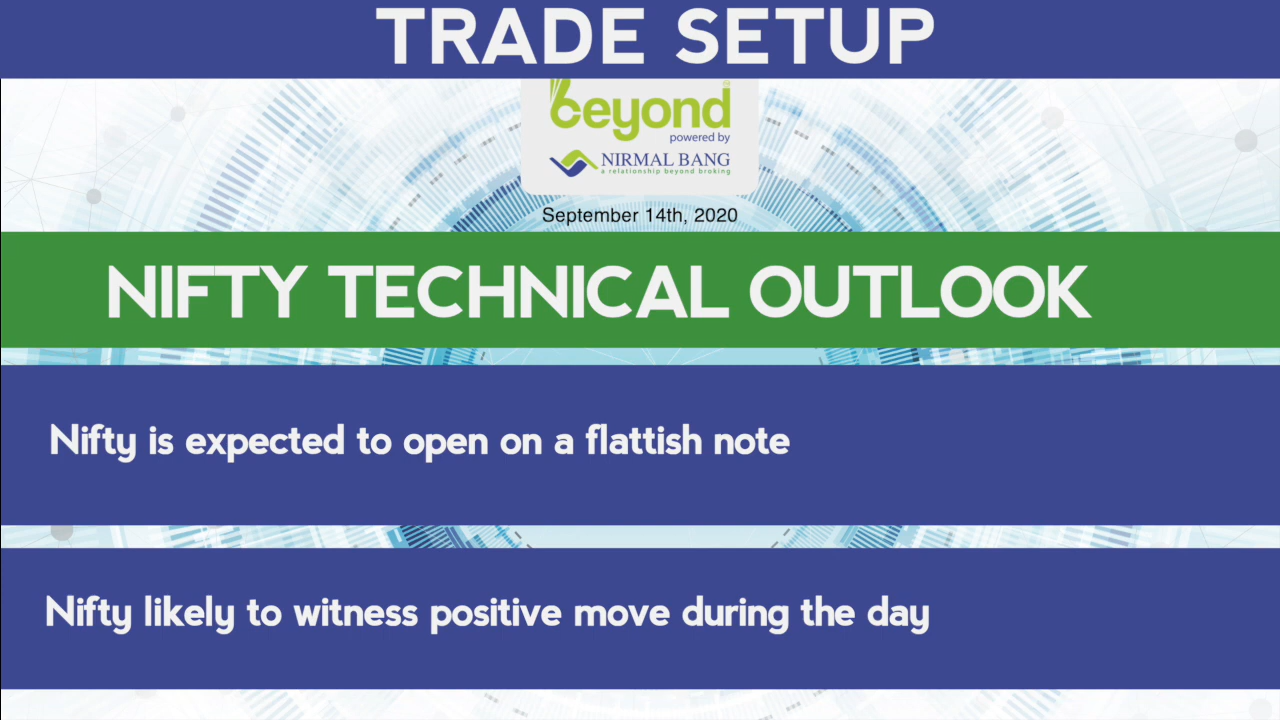 TRADE SETUP
beyond
powered by
NIRMAL BANG
a relationship beyond broking
September 14th, 2020
NIFTY TECHNICAL OUTLOOK
Nifty is expected to open on a flattish note
Nifty likely to witness positive move during the day